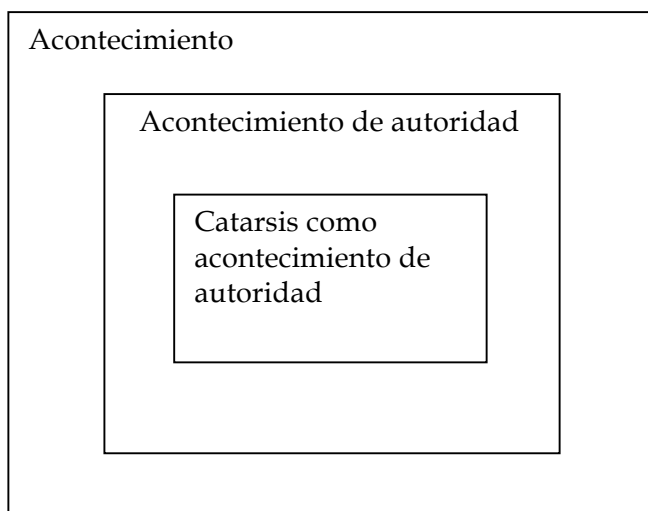 Acontecimiento
Acontecimiento de autoridad
Catarsis como
acontecimiento de
autoridad